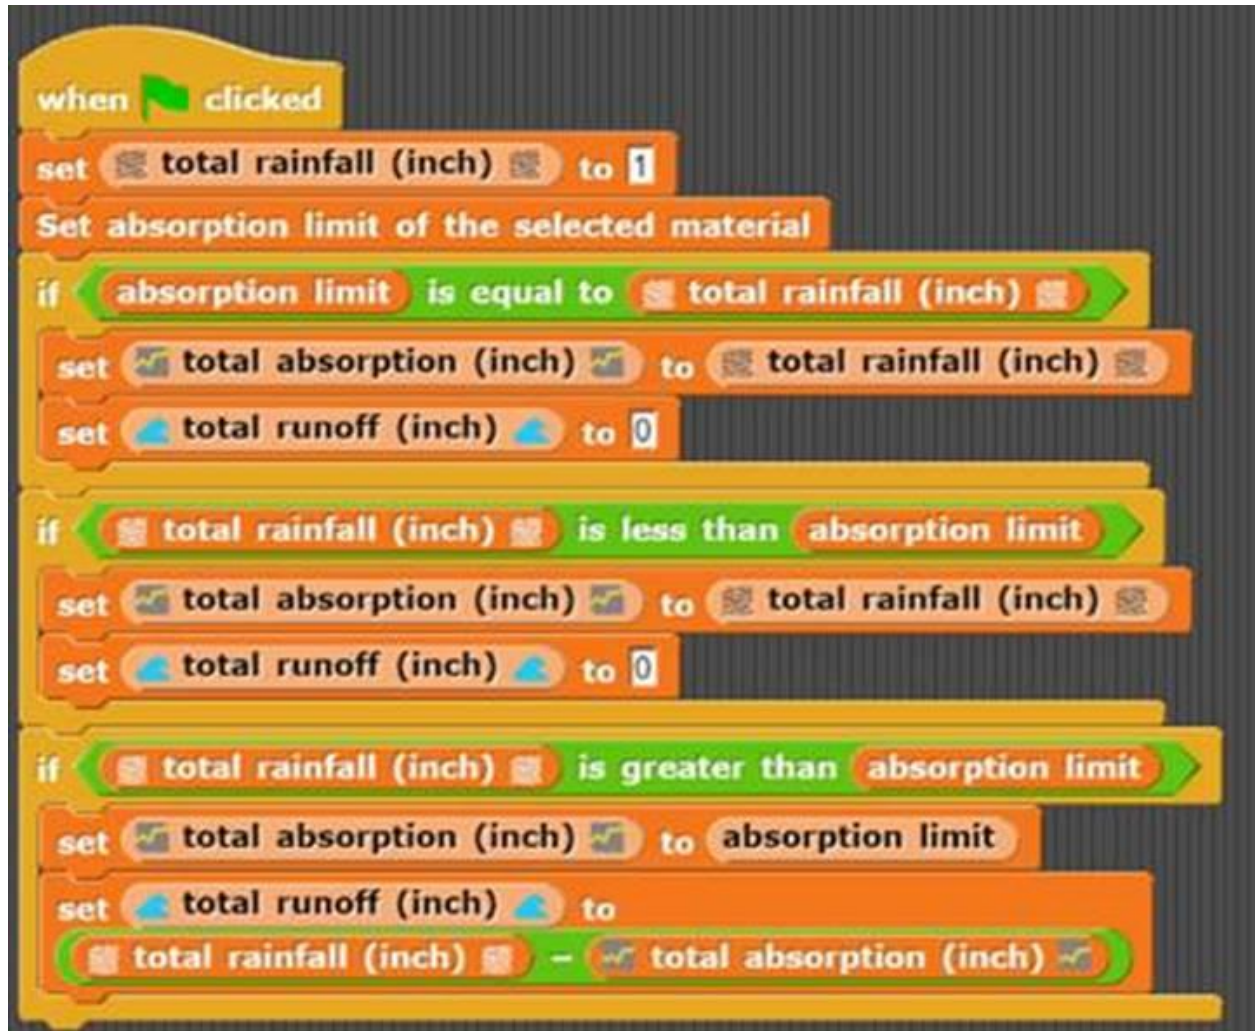 when clicked
set total rainfall (inch) to 1
Set absorption limit of the selected material
if absorption limit is equal to total rainfall (inch)
set total absorption (inch) to total rainfall (inch)
set total runoff (inch) to 0
if total rainfall (inch) is less than absorption limit
set total absorption (inch) to total rainfall (inch)
set total runoff (inch) to 0
if total rainfall (inch) is greater than absorption limit
set total absorption (inch) to absorption limit
set total runoff (inch) to
total rainfall (inch) - total absorption (inch)